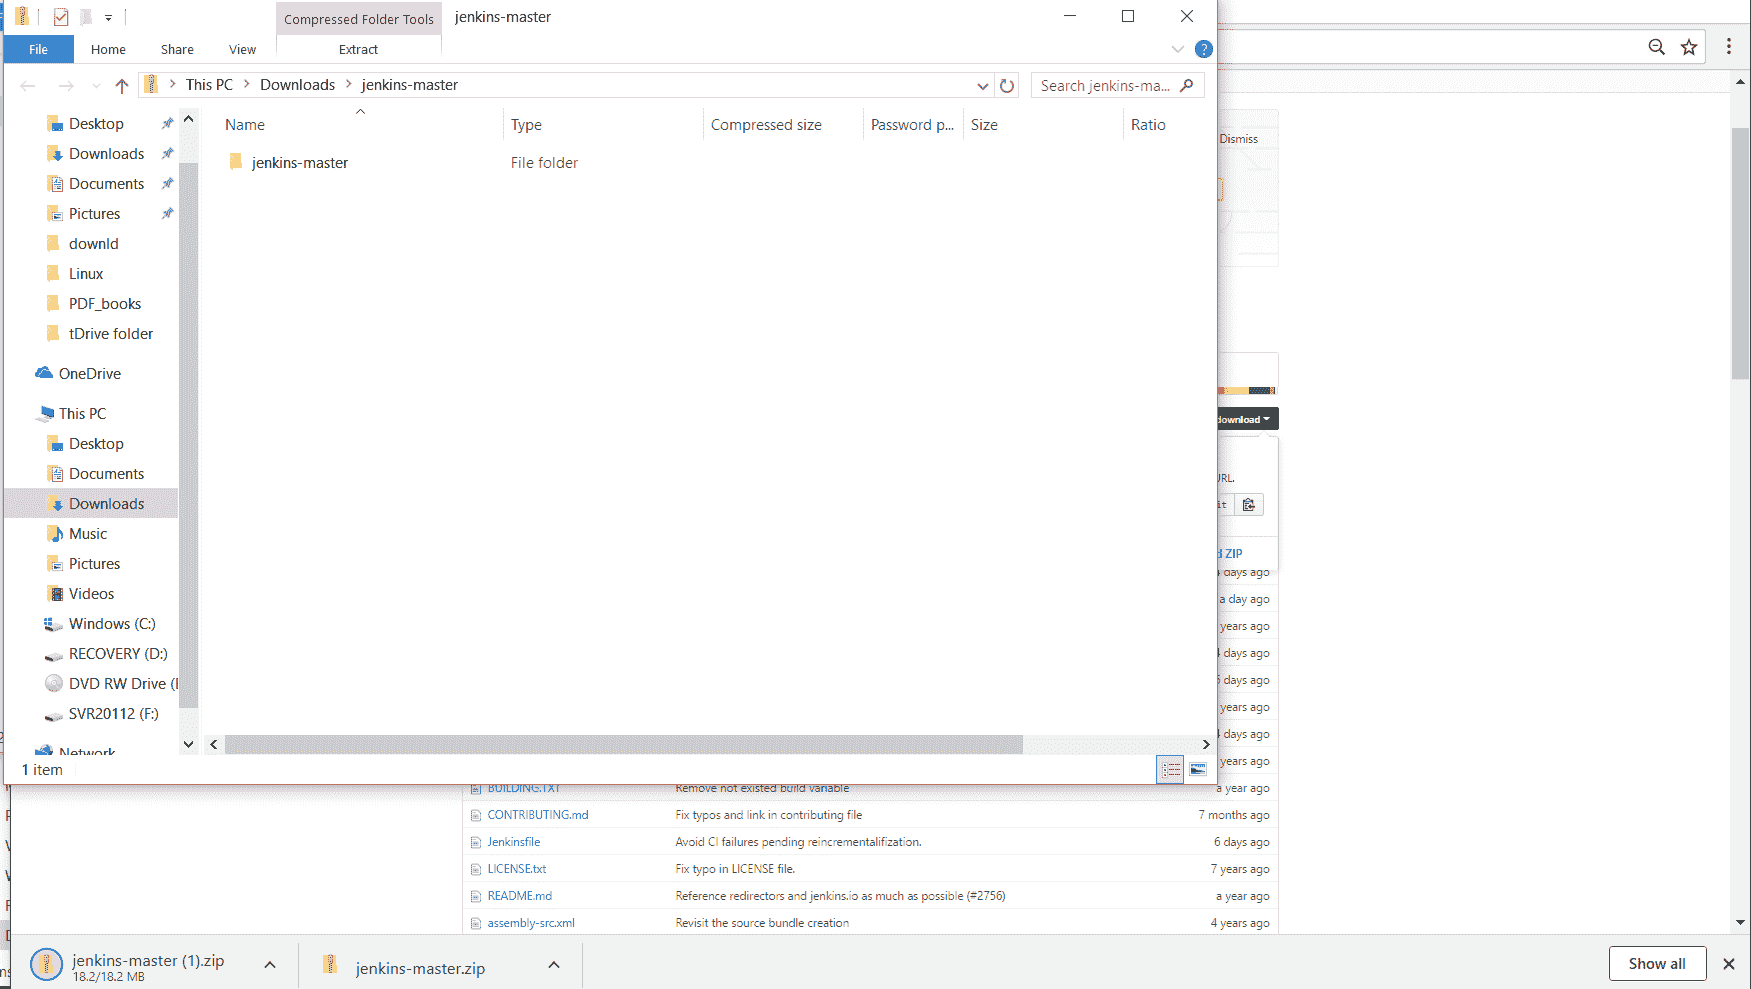 Compressed Folder Tools jenkins-master
File Home Share View Extract
This PC Downloads jenkins-master Search jenkins-ma...
Name Type Compressed size Password p... Size Ratio
jenkins-master File folder
Desktop
Downloads
Documents
Pictures
downld
Linux
PDF_books
tDrive folder
OneDrive
This PC
Desktop
Documents
Downloads
Music
Pictures
Videos
Windows (C:)
RECOVERY (D:)
DVD RW Drive (
SVR20112 (F:)
Network
1 item
Dismiss
download
URL.
it
d ZIP
4 days ago
a day ago
years ago
4 days ago
6 days ago
years ago
4 days ago
years ago
BUILDING.TXT Remove not existed build variable a year ago
CONTRIBUTING.md Fix typos and link in contributing file 7 months ago
Jenkinsfile Avoid CI failures pending reincrementalifization. 6 days ago
LICENSE.txt Fix typo in LICENSE file. 7 years ago
README.md Reference redirectors and jenkins.io as much as possible (#2756) a year ago
assembly-src.xml Revisit the source bundle creation 4 years ago
jenkins-master (1).zip
18.2/18.2 MB
jenkins-master.zip
Show all